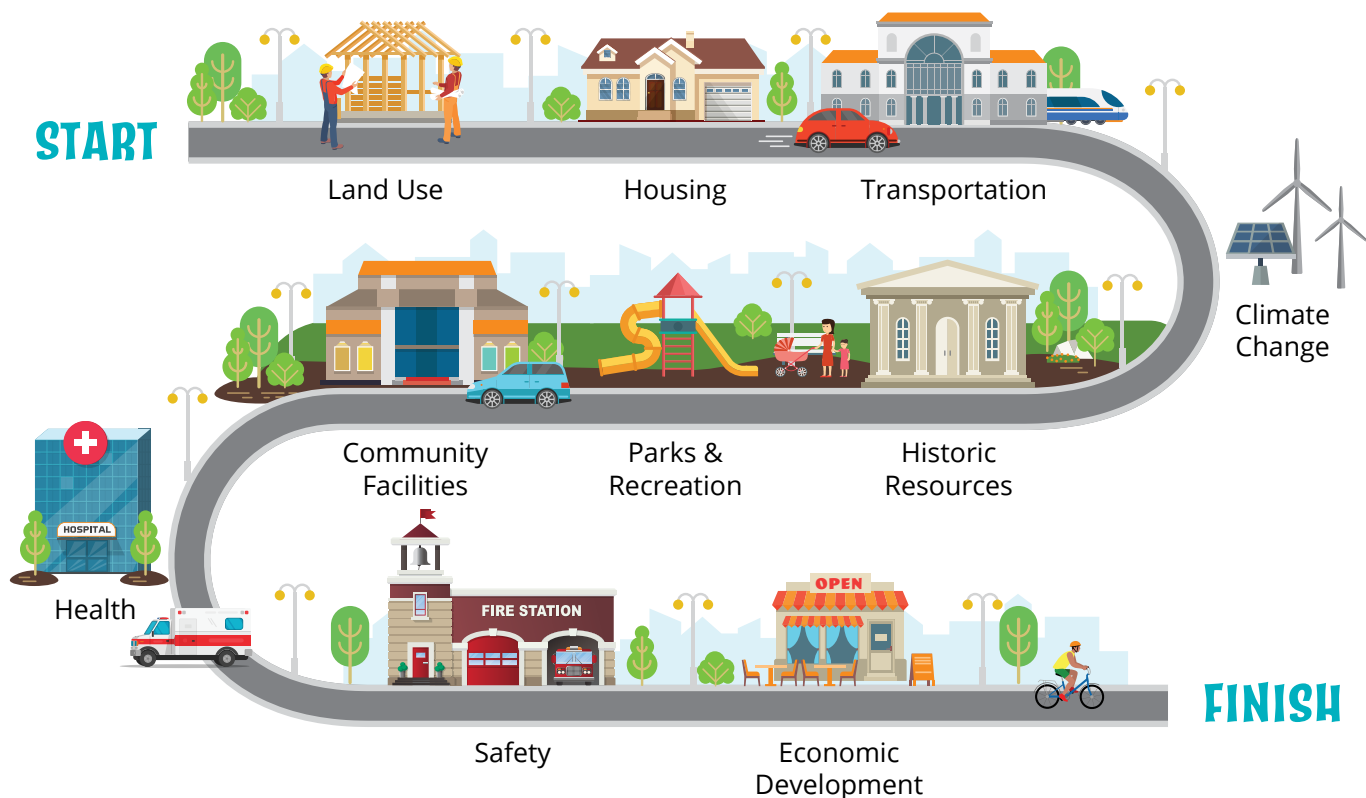 START
Land Use
Housing
Transportation
Climate
Change
Historic
Resources
Parks &
Recreation
Community
Facilities
HOSPITAL
Health
FIRE STATION
Safety
OPEN
Economic
Development
FINISH